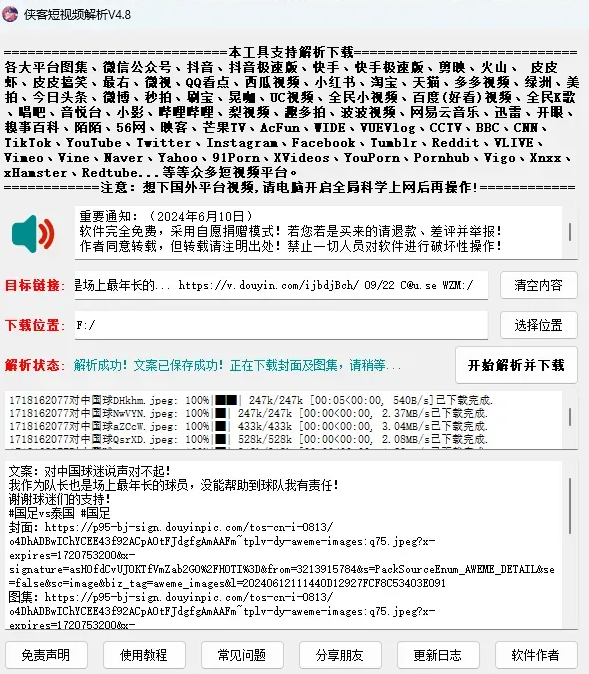 侠客短视频解析V4.8
==============================本工具支持解析下载==============================
各大平台图集、微信公众号、抖音、抖音极速版、快手、快手极速版、剪映、火山、 皮皮
虾、皮皮搞笑、最右、微视、QQ看点、西瓜视频、小红书、淘宝、天猫、多多视频、绿洲、美
拍、今日头条、微博、秒拍、刷宝、晃咖、UC视频、全民小视频、百度(好看)视频、全民K歌
、唱吧、音悦台、小影、哔哩哔哩、梨视频、趣多拍、波波视频、网易云音乐、迅雷、开眼、
糗事百科、陌陌、56网、映客、芒果TV、AcFun、WIDE、VUEVlog、CCTV、BBC、CNN、
TikTok、YouTube、Twitter、Instagram、Facebook、Tumblr、Reddit、VLIVE、
Vimeo、Vine、Naver、Yahoo、91Porn、XVideos、YouPorn、Pornhub、Vigo、Xnxx、
xHamster、Redtube...等等众多短视频平台。
=============注意：想下国外平台视频,请电脑开启全局科学上网后再操作!=============
重要通知：（2024年6月10日）
软件完全免费，采用自愿捐赠模式！若您若是买来的请退款、差评并举报！
作者同意转载，但转载请注明出处！禁止一切人员对软件进行破坏性操作！
目标链接: 是场上最年长的... https://v.douyin.com/ijbdjBch/ 09/22 C@u.se WZM:/ 清空内容
下载位置: F:/ 选择位置
解析状态: 解析成功！文案已保存成功！正在下载封面及图集，请稍等... 开始解析并下载
1718162077对中国球DHkhm.jpeg: 100%|██| 247k/247k [00:05<00:00, 540B/s]已下载完成.
1718162077对中国球NwVYN.jpeg: 100%|█| 247k/247k [00:00<00:00, 2.37MB/s]已下载完成.
1718162077对中国球aZCcW.jpeg: 100%|█| 433k/433k [00:00<00:00, 3.04MB/s]已下载完成.
1718162077对中国球QsrXD.jpeg: 100%|█| 528k/528k [00:00<00:00, 2.08MB/s]已下载完成.
文案：对中国球迷说声对不起！
我作为队长也是场上最年长的球员，没能帮助到球队我有责任！
谢谢球迷们的支持！
#国足vs泰国 #国足
封面：https://p95-bj-sign.douyinpic.com/tos-cn-i-0813/
o4DhADBwIChYCEE43f92ACpAOtFJdgfgAmAAFm~tplv-dy-aweme-images:q75.jpeg?x-
expires=1720753200&x-
signature=asHOfdCvUJOKTfVmZab2GO%2FHOTI%3D&from=3213915784&s=PackSourceEnum_AWEME_DETAIL&se
=false&sc=image&biz_tag=aweme_images&l=20240612111440D12927FCF8C53403E091
图集：https://p95-bj-sign.douyinpic.com/tos-cn-i-0813/
o4DhADBwIChYCEE43f92ACpAOtFJdgfgAmAAFm~tplv-dy-aweme-images:q75.jpeg?x-
expires=1720753200&x-
免责声明 使用教程 常见问题 分享朋友 更新日志 软件作者